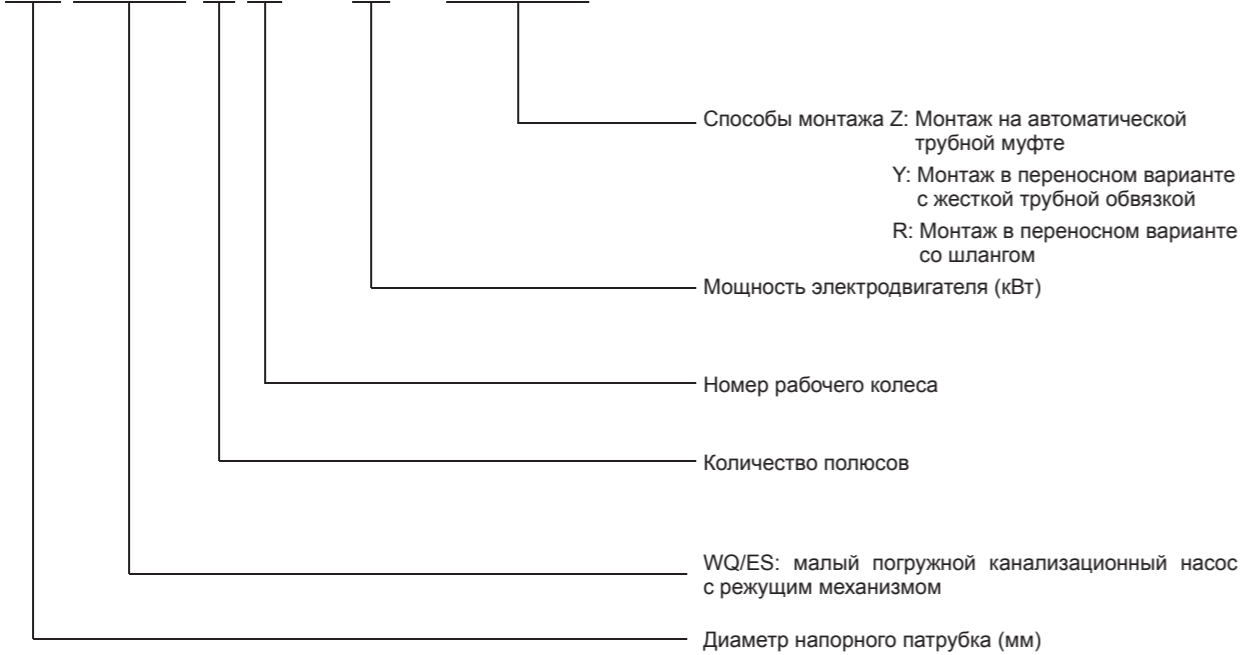 Способы монтажа Z: Монтаж на автоматической
трубной муфте
Y: Монтаж в переносном варианте
с жесткой трубной обвязкой
R: Монтаж в переносном варианте
со шлангом
Мощность электродвигателя (кВт)
Номер рабочего колеса
Количество полюсов
WQ/ES: малый погружной канализационный насос
с режущим механизмом
Диаметр напорного патрубка (мм)